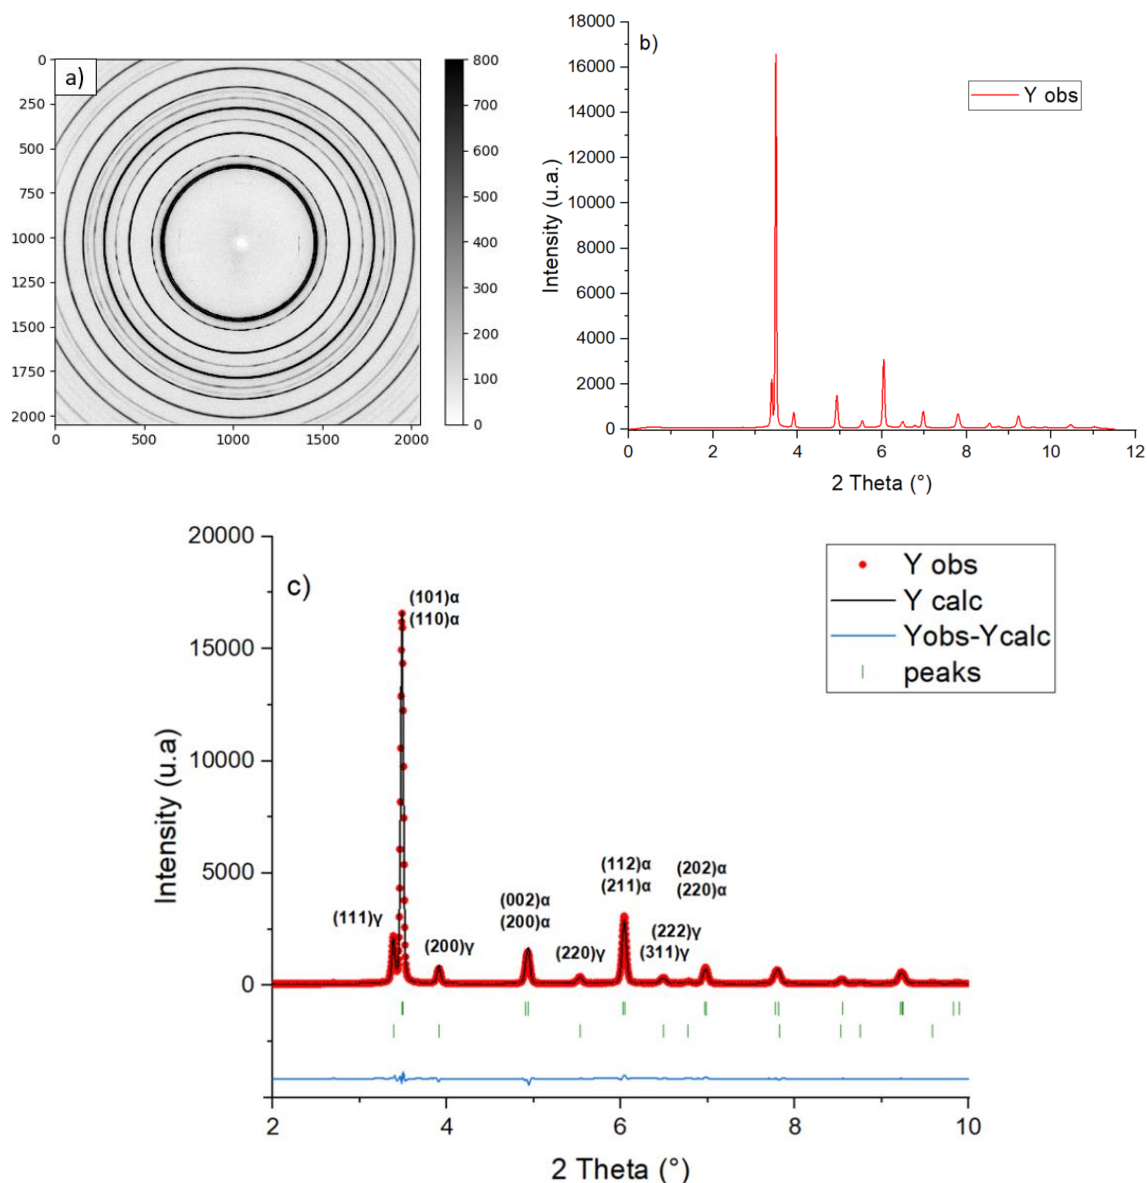 a)
0
250
500
750
1000
1250
1500
1750
2000
0 500 1000 1500 2000
800
700
600
500
400
300
200
100
0
b)
Y obs
Intensity (u.a.)
18000
16000
14000
12000
10000
8000
6000
4000
2000
0
0 2 4 6 8 10 12
2 Theta (°)
c)
Y obs
Y calc
Yobs-Ycalc
peaks
Intensity (u.a)
20000
15000
10000
5000
0
(101)α
(110)α
(111)γ
(200)γ
(002)α
(200)α
(220)γ
(112)α
(211)α
(222)γ
(311)γ
(202)α
(220)α
2 4 6 8 10
2 Theta (°)